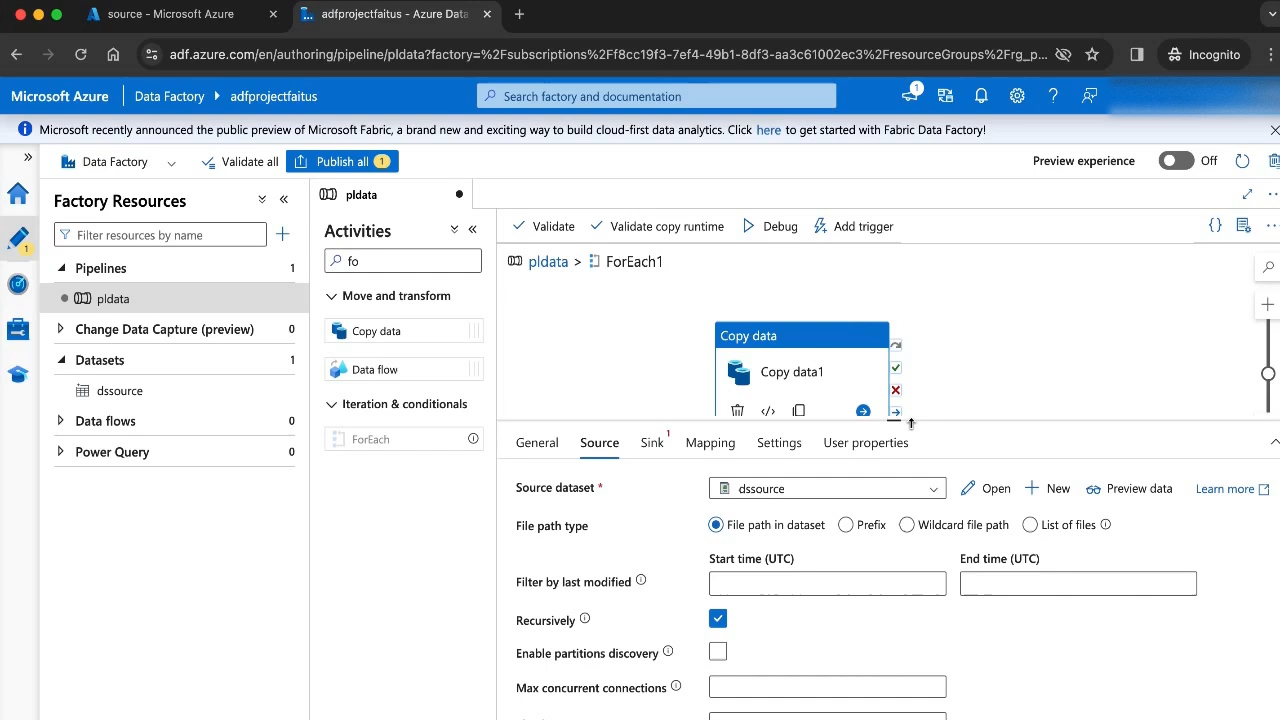 source - Microsoft Azure
adfprojectfaitus - Azure Data
adf.azure.com/en/authoring/pipeline/pldata?factory=%2Fsubscriptions%2Ff8cc19f3-7ef4-49b1-8df3-aa3c61002ec3%2FresourceGroups%2Frg_p...
Incognito
Microsoft Azure
Data Factory
adfprojectfaitus
Search factory and documentation
1
Microsoft recently announced the public preview of Microsoft Fabric, a brand new and exciting way to build cloud-first data analytics. Click here to get started with Fabric Data Factory!
Data Factory
Validate all
Publish all 1
Preview experience
Off
1
Factory Resources
Filter resources by name
Pipelines 1
pldata
Change Data Capture (preview) 0
Datasets 1
dssource
Data flows 0
Power Query 0
pldata
Activities
fo
Move and transform
Copy data
Data flow
Iteration & conditionals
ForEach
Validate
Validate copy runtime
Debug
Add trigger
{}
pldata > ForEach1
Copy data
Copy data1
General
Source
Sink 1
Mapping
Settings
User properties
Source dataset *
dssource
Open
New
Preview data
Learn more
File path type
File path in dataset
Prefix
Wildcard file path
List of files
Start time (UTC)
End time (UTC)
Filter by last modified
Recursively
Enable partitions discovery
Max concurrent connections